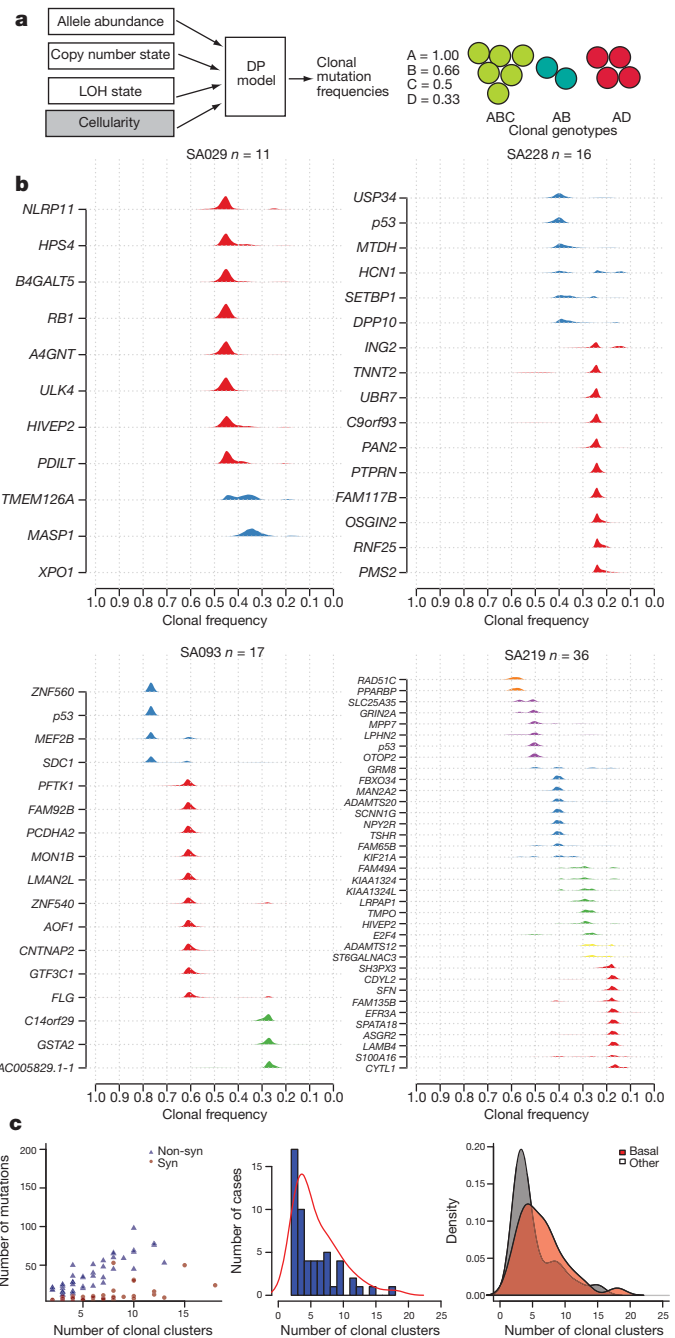 a
Allele abundance
Copy number state
LOH state
Cellularity
DP
model
Clonal
mutation
frequencies
A = 1.00
B = 0.66
C = 0.5
D = 0.33
ABC AB AD
Clonal genotypes
b
SA029 n = 11
NLRP11
HPS4
B4GALT5
RB1
A4GNT
ULK4
HIVEP2
PDILT
TMEM126A
MASP1
XPO1
1.0 0.9 0.8 0.7 0.6 0.5 0.4 0.3 0.2 0.1 0.0
Clonal frequency
SA228 n = 16
USP34
p53
MTDH
HCN1
SETBP1
DPP10
ING2
TNNT2
UBR7
C9orf93
PAN2
PTPRN
FAM117B
OSGIN2
RNF25
PMS2
1.0 0.9 0.8 0.7 0.6 0.5 0.4 0.3 0.2 0.1 0.0
Clonal frequency
SA093 n = 17
ZNF560
p53
MEF2B
SDC1
PFTK1
FAM92B
PCDHA2
MON1B
LMAN2L
ZNF540
AOF1
CNTNAP2
GTF3C1
FLG
C14orf29
GSTA2
AC005829.1-1
1.0 0.9 0.8 0.7 0.6 0.5 0.4 0.3 0.2 0.1 0.0
Clonal frequency
SA219 n = 36
RAD51C
PPARBP
SLC25A35
GRIN2A
MPP7
LPHN2
p53
OTOP2
GRM8
FBXO34
MAN2A2
ADAMTS20
SCNN1G
NPY2R
TSHR
FAM65B
KIF21A
FAM49A
KIAA1324
KIAA1324L
LRPAP1
TMPO
HIVEP2
E2F4
ADAMTS12
ST6GALNAC3
SH3PX3
CDYL2
SFN
FAM135B
EFR3A
SPATA18
ASGR2
LAMB4
S100A16
CYTL1
1.0 0.9 0.8 0.7 0.6 0.5 0.4 0.3 0.2 0.1 0.0
Clonal frequency
c
Number of mutations
200
150
100
50
Non-syn
Syn
5 10 15
Number of clonal clusters
Number of cases
15
10
5
0
0 5 10 15 20 25
Number of clonal clusters
Density
0.20
0.15
0.10
0.05
0.00
Basal
Other
0 5 10 15 20 25
Number of clonal clusters